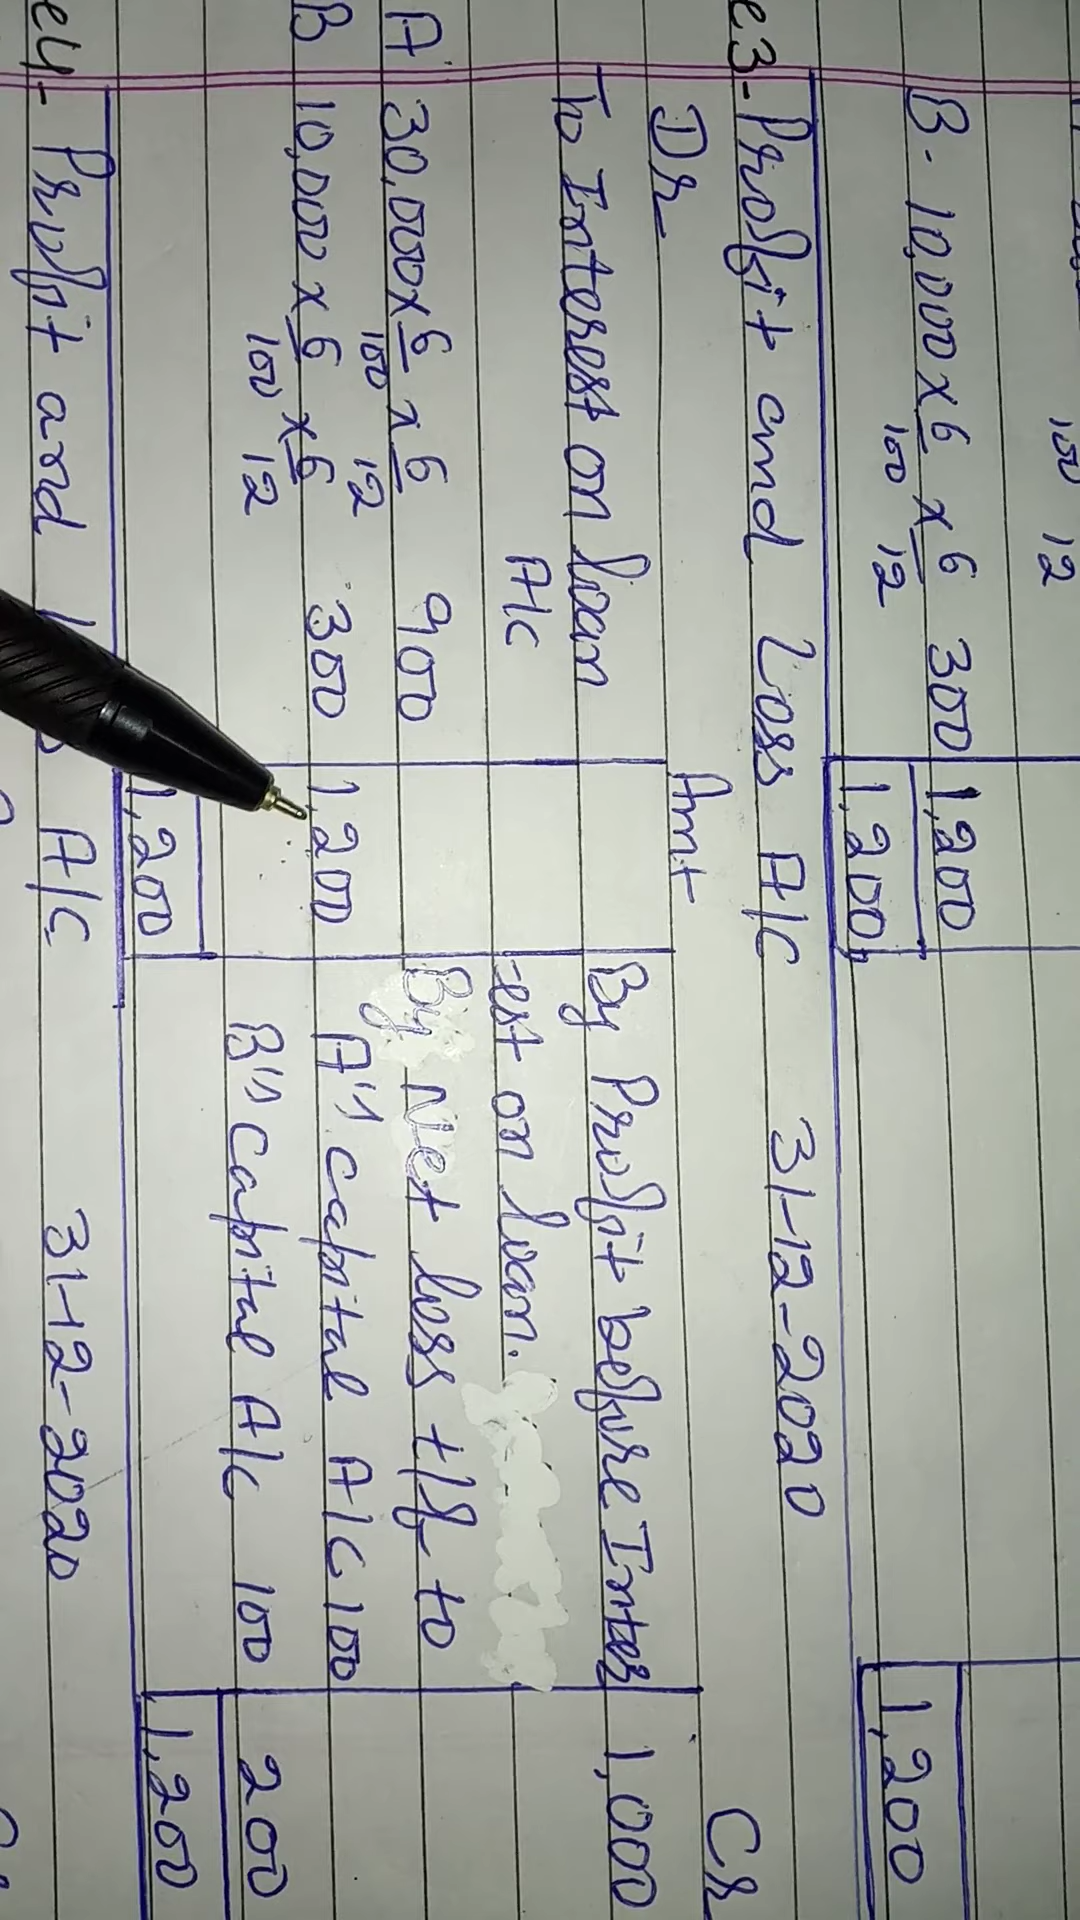 100 12
B. 10,000 x 6 x 6 300 1,200
100 12
1,200 1,200
e3- Profit and Loss A/c 31-12-2020
Dr Amt Cr
To Interest on loan By Profit before Inter 1,000
A/c -est on loan.
A 30,000 x 6 x 6 900 By Net loss t/f to
100 12
B 10,000 x 6 x 6 300 1,200 A's capital A/c 100
100 12 B's capital A/c 100 200
1,200 1,200
e4- Profit and A/c 31-12-2020